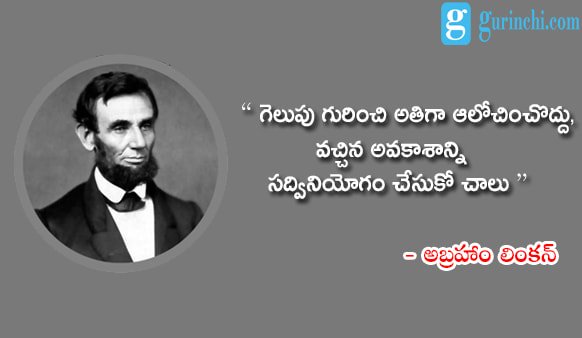 g gurinchi.com
“ గెలుపు గురించి అతిగా ఆలోచించొద్దు,
వచ్చిన అవకాశాన్ని
సద్వినియోగం చేసుకో చాలు ”
- అబ్రహాం లింకన్